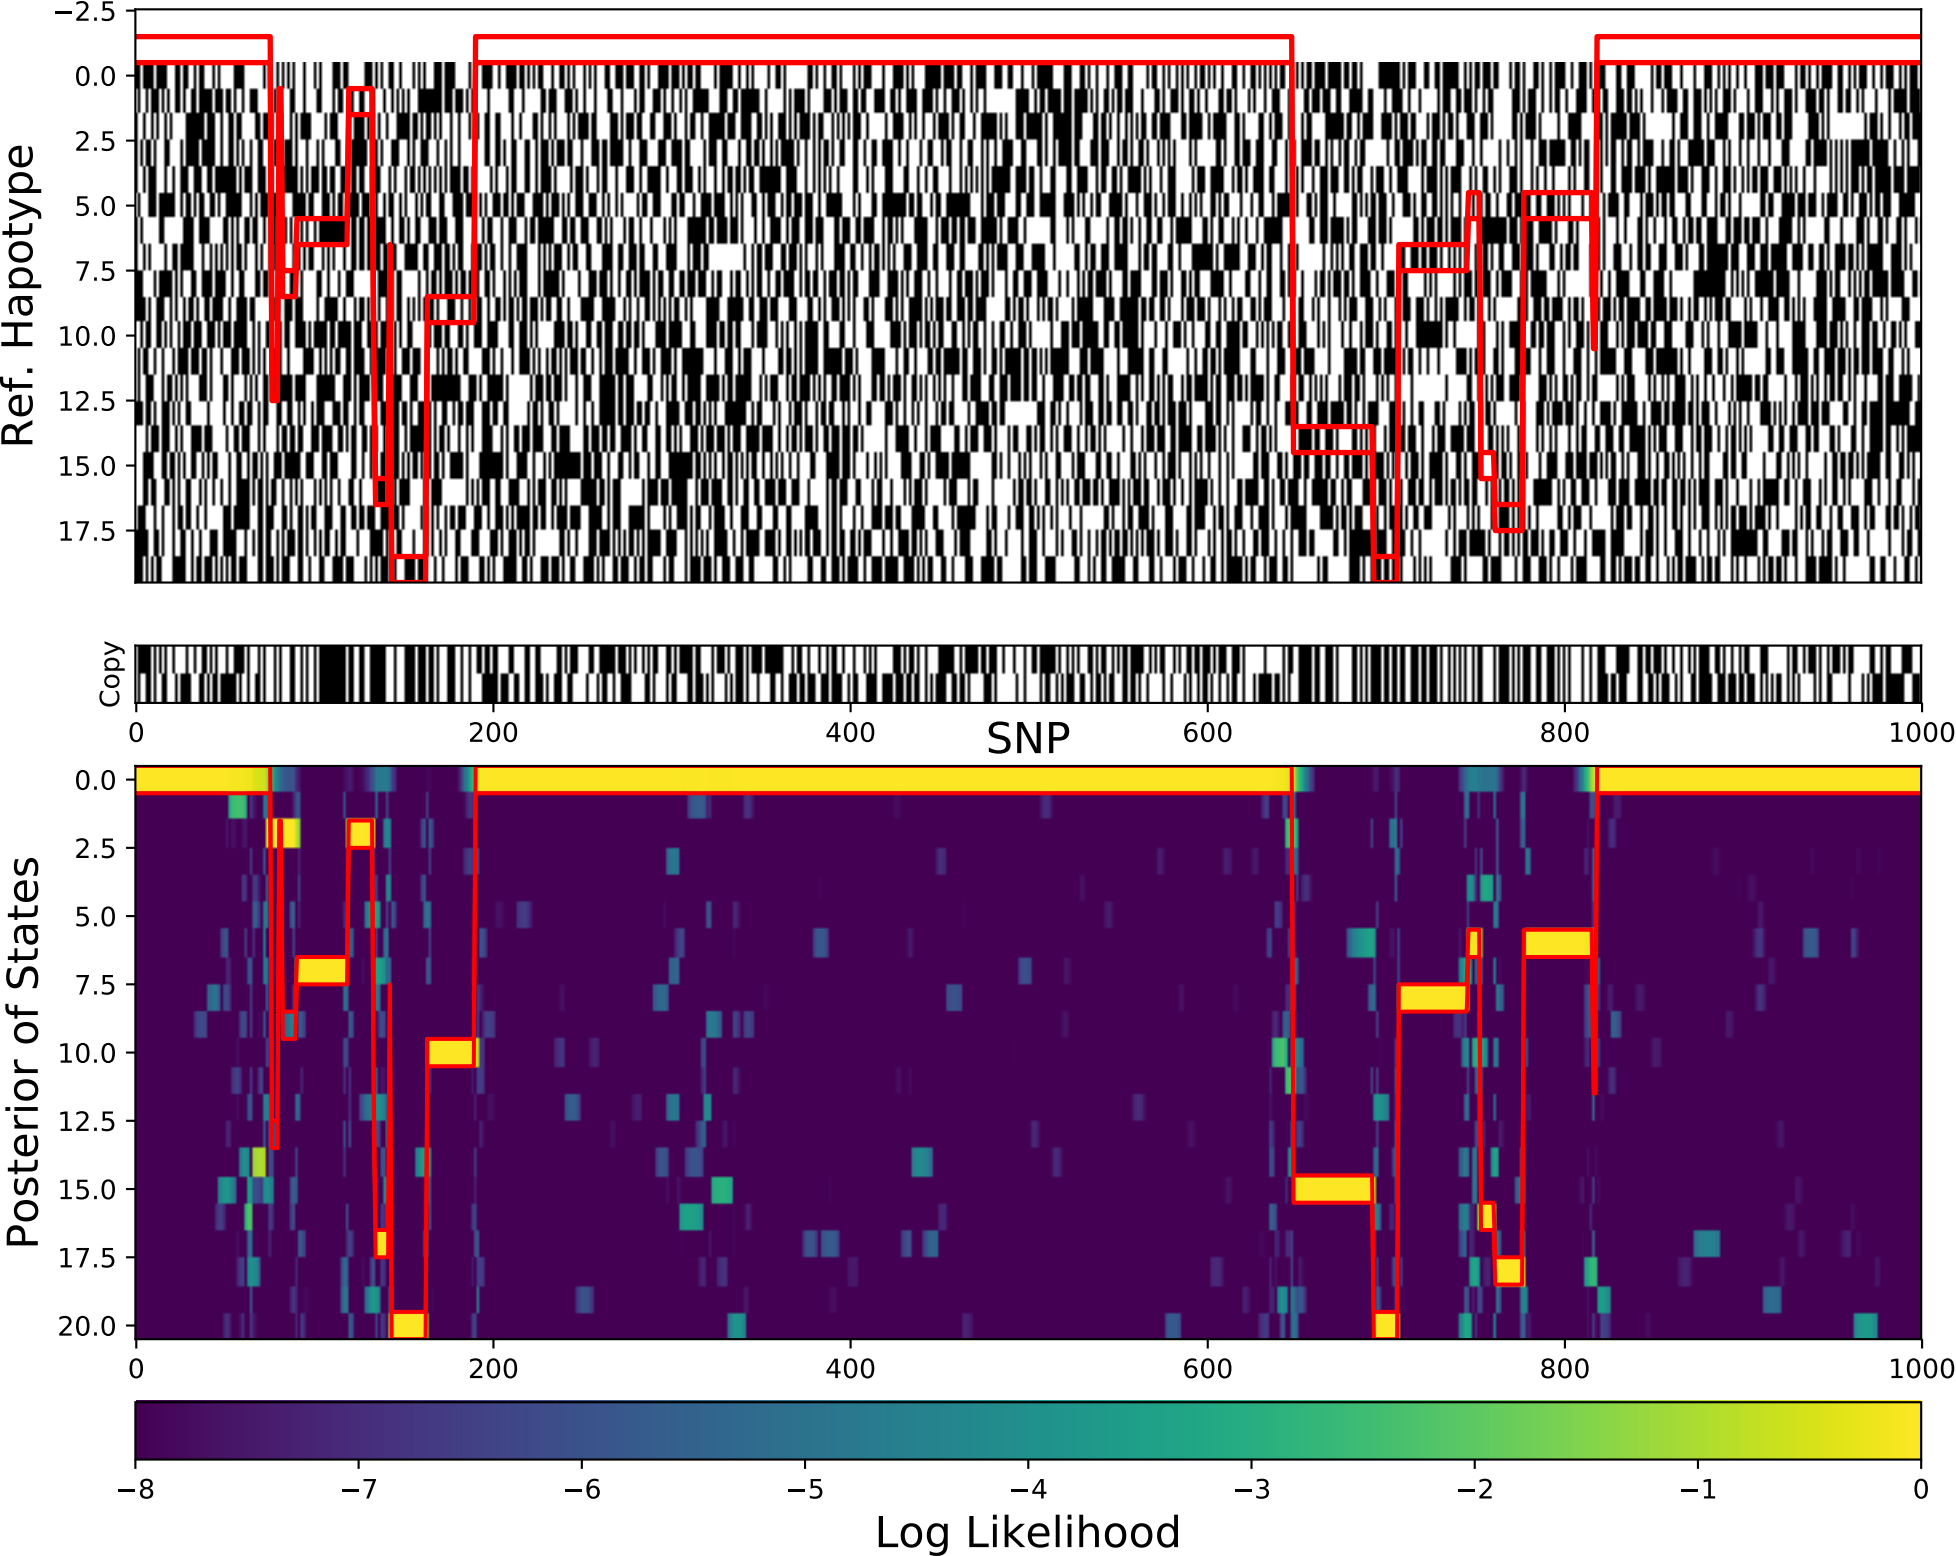 −2.5
0.0
2.5
5.0
7.5
10.0
12.5
15.0
17.5
Ref. Hapotype
Copy
0 200 400 600 800 1000
SNP
0.0
2.5
5.0
7.5
10.0
12.5
15.0
17.5
20.0
Posterior of States
0 200 400 600 800 1000
−8 −7 −6 −5 −4 −3 −2 −1 0
Log Likelihood